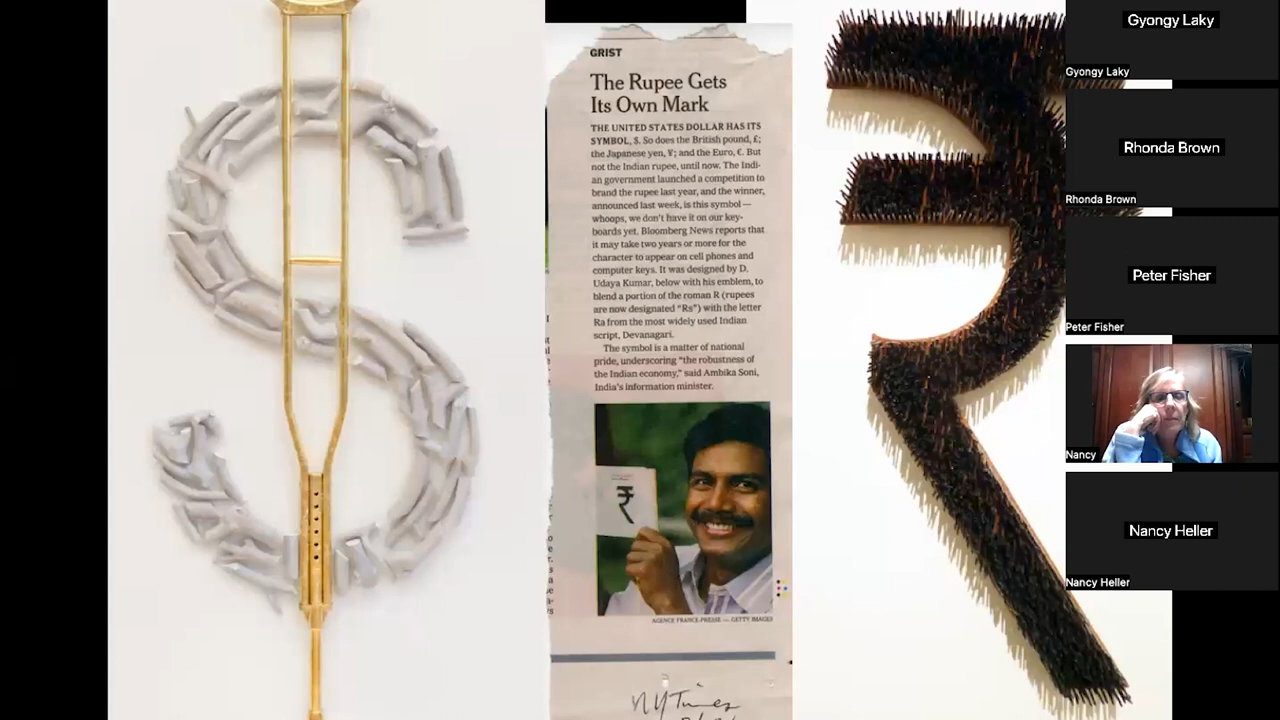 GRIST
The Rupee Gets
Its Own Mark
THE UNITED STATES DOLLAR HAS ITS
SYMBOL, $. So does the British pound, £;
the Japanese yen, ¥; and the Euro, €. But
not the Indian rupee, until now. The Indi-
an government launched a competition to
brand the rupee last year, and the winner,
announced last week, is this symbol —
whoops, we don't have it on our key-
boards yet. Bloomberg News reports that
it may take two years or more for the
character to appear on cell phones and
computer keys. It was designed by D.
Udaya Kumar, below with his emblem, to
blend a portion of the roman R (rupees
are now designated "Rs") with the letter
Ra from the most widely used Indian
script, Devanagari.
The symbol is a matter of national
pride, underscoring "the robustness of
the Indian economy," said Ambika Soni,
India's information minister.
₹
AGENCE FRANCE-PRESSE — GETTY IMAGES
NY Times
₹
Gyongy Laky
Gyongy Laky
Rhonda Brown
Rhonda Brown
Peter Fisher
Peter Fisher
Nancy
Nancy Heller
Nancy Heller